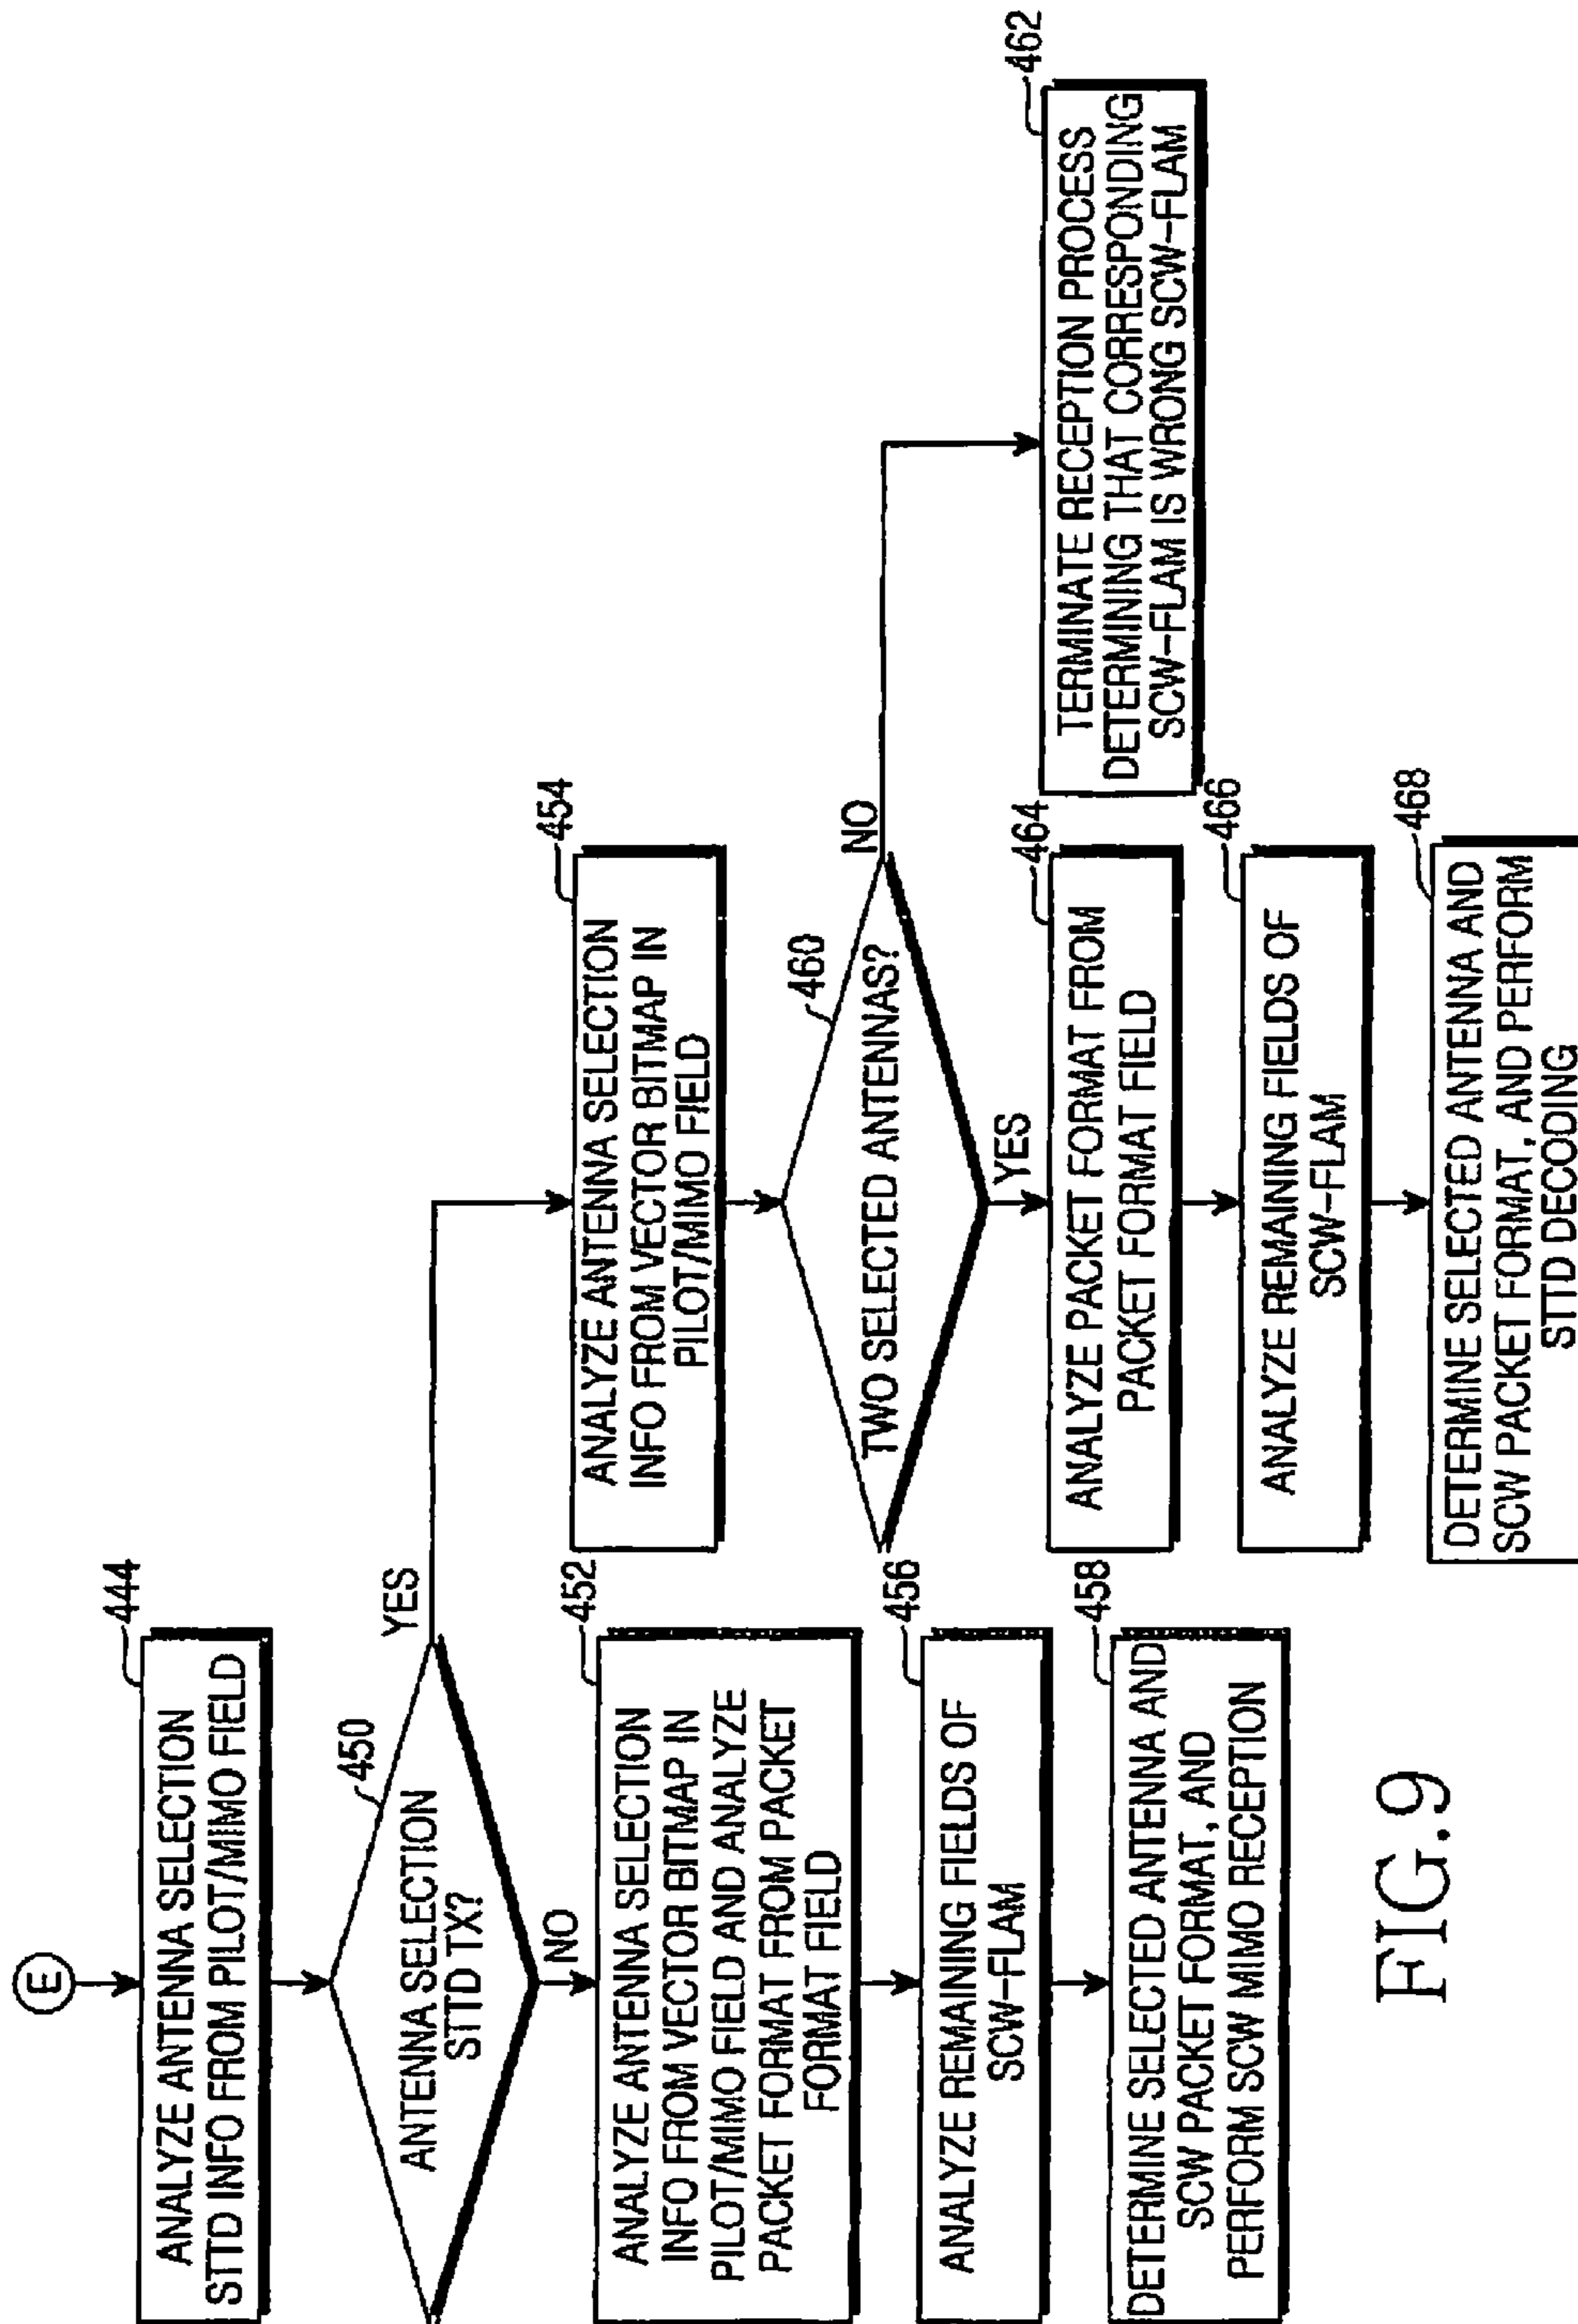 E
444
ANALYZE ANTENNA SELECTION
STTD INFO FROM PILOT/MIMO FIELD
450
ANTENNA SELECTION
STTD TX?
YES
NO
452
ANALYZE ANTENNA SELECTION
INFO FROM VECTOR BITMAP IN
PILOT/MIMO FIELD AND ANALYZE
PACKET FORMAT FROM PACKET
FORMAT FIELD
456
ANALYZE REMAINING FIELDS OF
SCW-FLAM
458
DETERMINE SELECTED ANTENNA AND
SCW PACKET FORMAT, AND
PERFORM SCW MIMO RECEPTION
454
ANALYZE ANTENNA SELECTION
INFO FROM VECTOR BITMAP IN
PILOT/MIMO FIELD
460
TWO SELECTED ANTENNAS?
NO
YES
464
ANALYZE PACKET FORMAT FROM
PACKET FORMAT FIELD
466
ANALYZE REMAINING FIELDS OF
SCW-FLAM
468
DETERMINE SELECTED ANTENNA AND
SCW PACKET FORMAT, AND PERFORM
STTD DECODING
462
TERMINATE RECEPTION PROCESS
DETERMINING THAT CORRESPONDING
SCW-FLAM IS WRONG SCW-FLAM
FIG.9